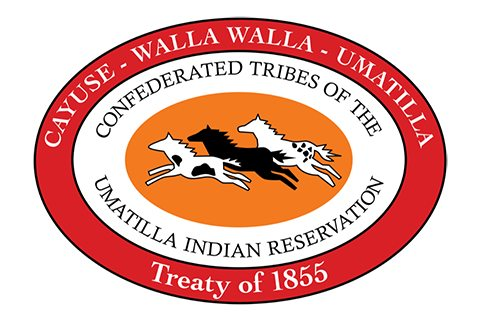 CAYUSE - WALLA WALLA - UMATILLA
CONFEDERATED TRIBES OF THE
UMATILLA INDIAN RESERVATION
Treaty of 1855